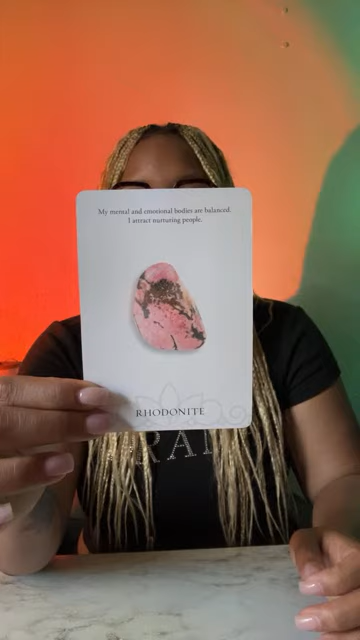 My mental and emotional bodies are balanced.
I attract nurturing people.
RHODONITE